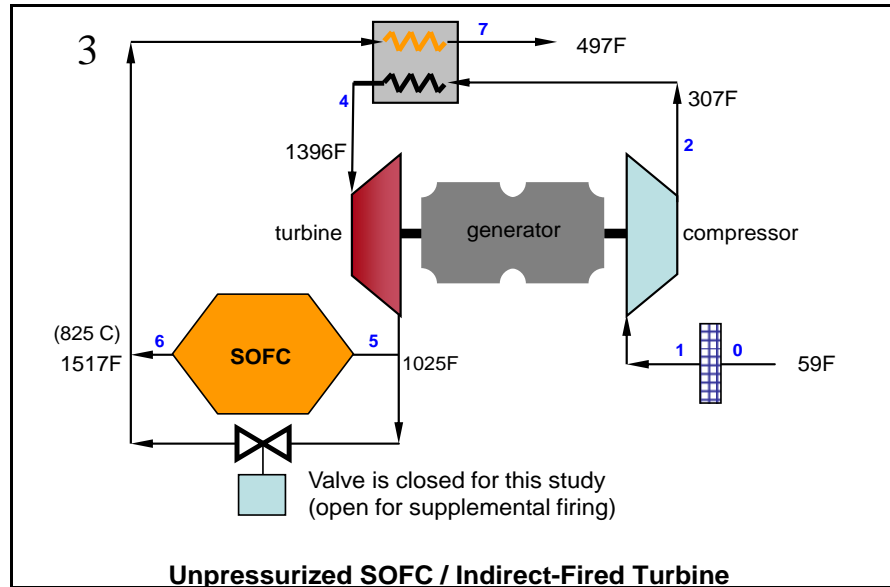 3
7
497F
4
307F
1396F
2
turbine
generator
compressor
(825 C)
6
SOFC
5
1
0
1517F
1025F
59F
Valve is closed for this study
(open for supplemental firing)
Unpressurized SOFC / Indirect-Fired Turbine